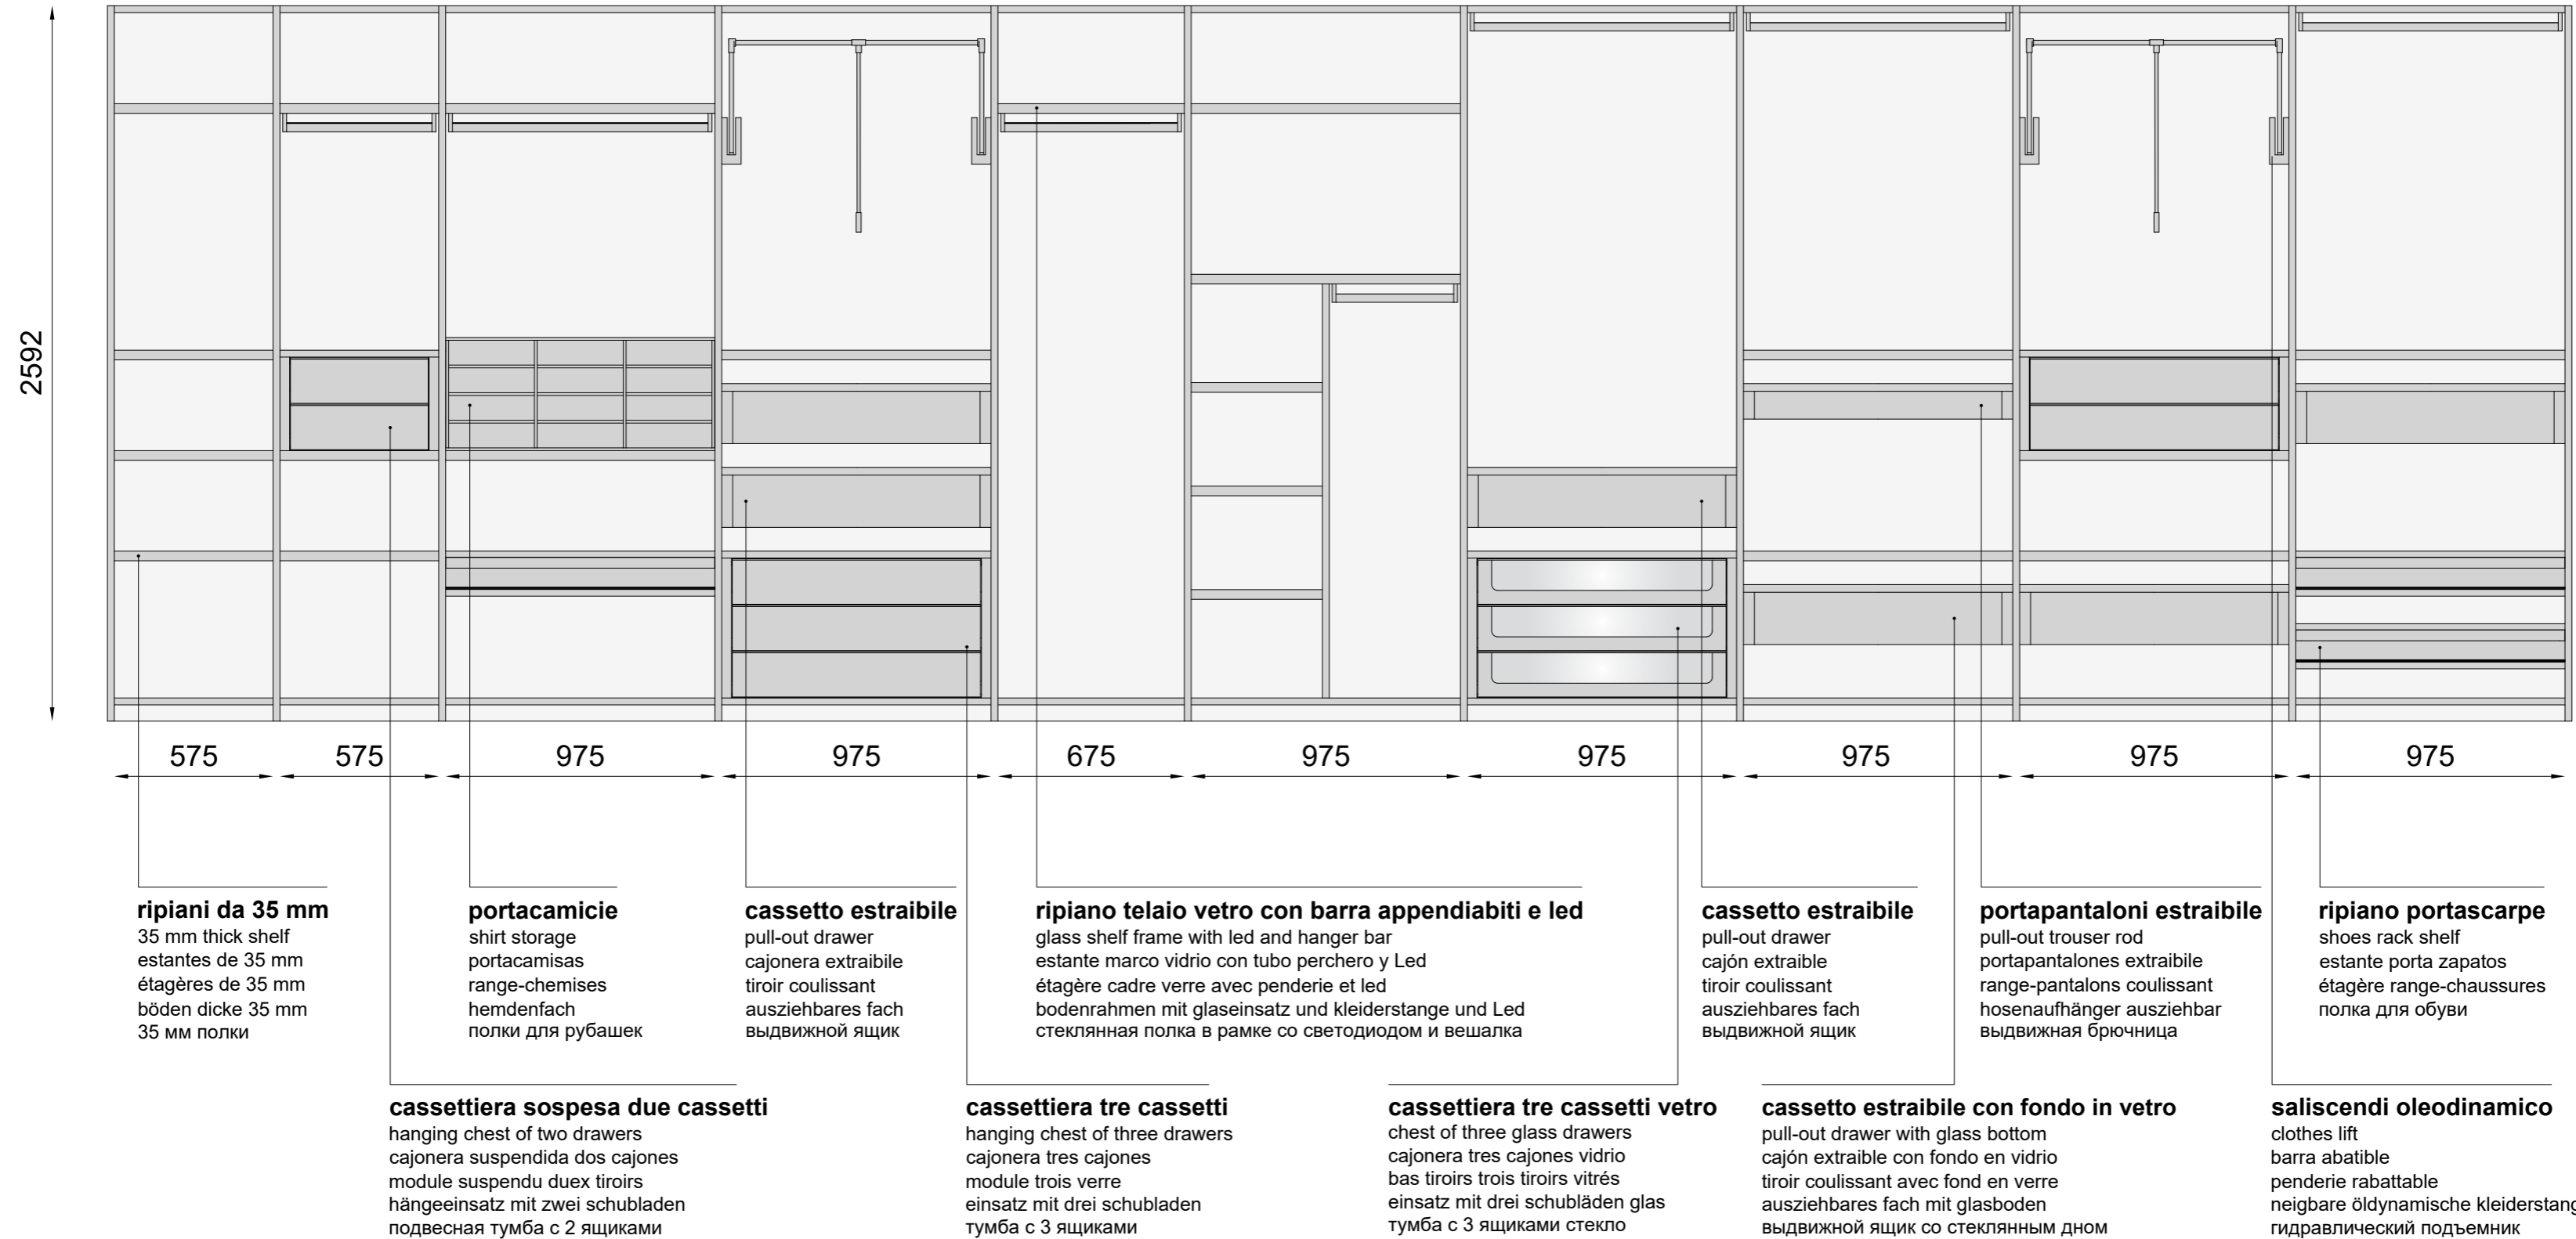 2592
575
575
975
975
675
975
975
975
975
975
ripiani da 35 mm
35 mm thick shelf
estantes de 35 mm
étagères de 35 mm
böden dicke 35 mm
35 мм полки
portacamicie
shirt storage
portacamisas
range-chemises
hemdenfach
полки для рубашек
cassetto estraibile
pull-out drawer
cajonera extraibile
tiroir coulissant
ausziehbares fach
выдвижной ящик
ripiano telaio vetro con barra appendiabiti e led
glass shelf frame with led and hanger bar
estante marco vidrio con tubo perchero y Led
étagère cadre verre avec penderie et led
bodenrahmen mit glaseinsatz und kleiderstange und Led
стеклянная полка в рамке со светодиодом и вешалка
cassetto estraibile
pull-out drawer
cajón extraible
tiroir coulissant
ausziehbares fach
выдвижной ящик
portapantaloni estraibile
pull-out trouser rod
portapantalones extraibile
range-pantalons coulissant
hosenaufhänger ausziehbar
выдвижная брючница
ripiano portascarpe
shoes rack shelf
estante porta zapatos
étagère range-chaussures
полка для обуви
cassettiera sospesa due cassetti
hanging chest of two drawers
cajonera suspendida dos cajones
module suspendu duex tiroirs
hängeeinsatz mit zwei schubladen
подвесная тумба с 2 ящиками
cassettiera tre cassetti
hanging chest of three drawers
cajonera tres cajones
module trois verre
einsatz mit drei schubladen
тумба с 3 ящиками
cassettiera tre cassetti vetro
chest of three glass drawers
cajonera tres cajones vidrio
bas tiroirs trois tiroirs vitrés
einsatz mit drei schubläden glas
тумба с 3 ящиками стекло
cassetto estraibile con fondo in vetro
pull-out drawer with glass bottom
cajón extraible con fondo en vidrio
tiroir coulissant avec fond en verre
ausziehbares fach mit glasboden
выдвижной ящик со стеклянным дном
saliscendi oleodinamico
clothes lift
barra abatible
penderie rabattable
neigbare öldynamische kleiderstang
гидравлический подъемник